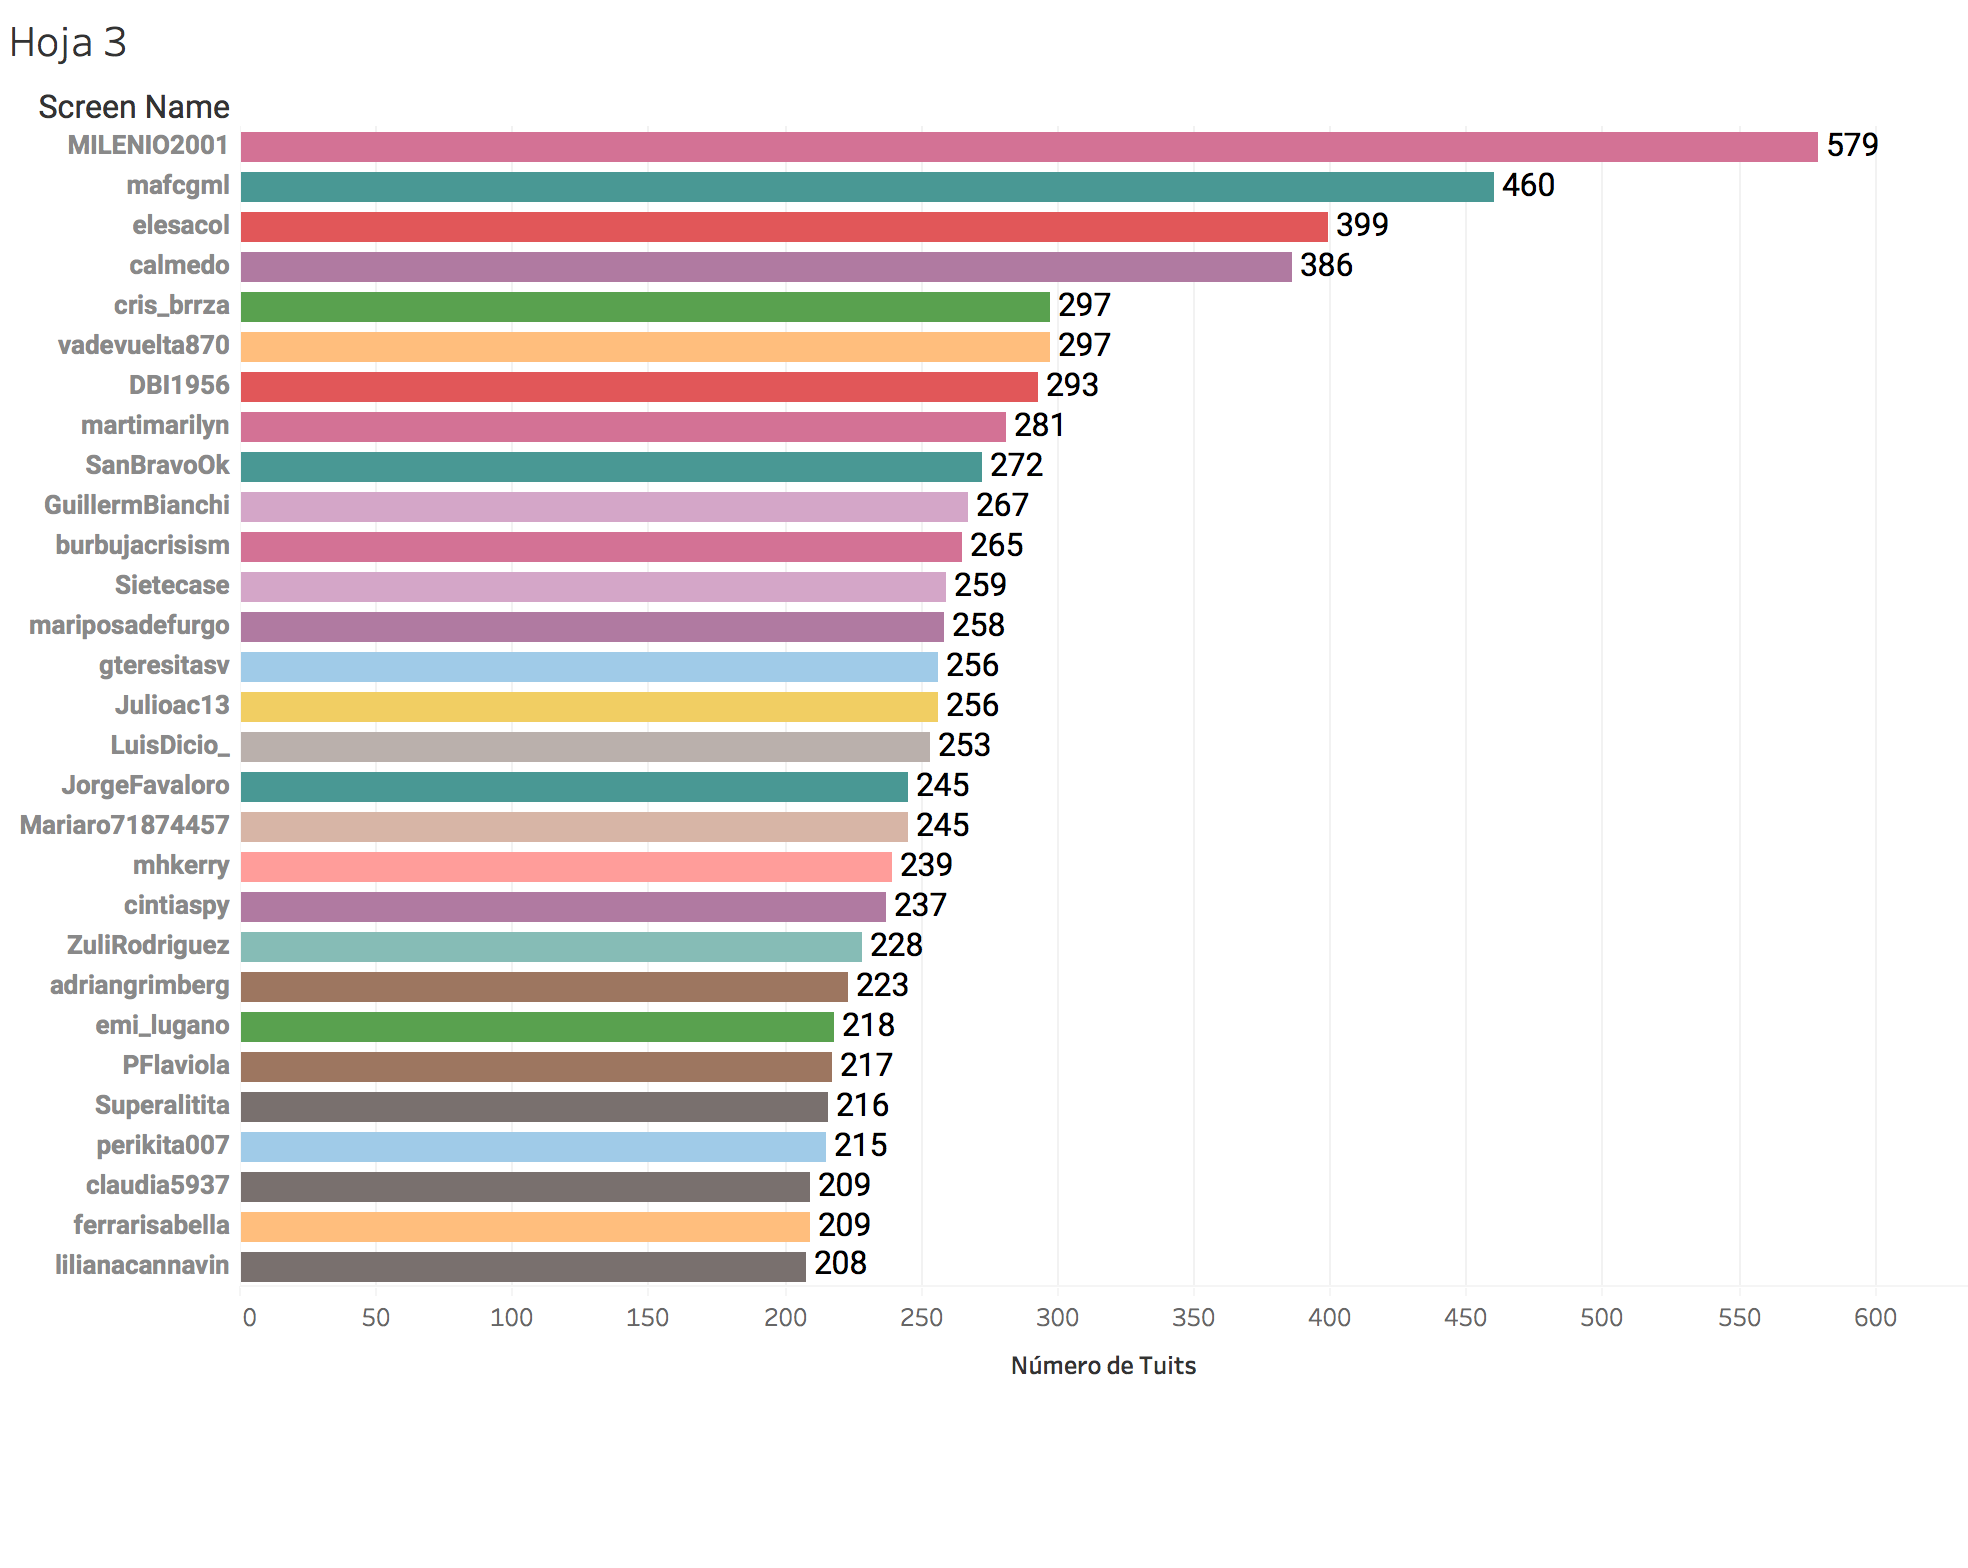 Hoja 3
Screen Name
MILENIO2001 579
mafcgml 460
elesacol 399
calmedo 386
cris_brrza 297
vadevuelta870 297
DBI1956 293
martimarilyn 281
SanBravoOk 272
GuillermBianchi 267
burbujacrisism 265
Sietecase 259
mariposadefurgo 258
gteresitasv 256
Julioac13 256
LuisDicio_ 253
JorgeFavaloro 245
Mariaro71874457 245
mhkerry 239
cintiaspy 237
ZuliRodriguez 228
adriangrimberg 223
emi_lugano 218
PFlaviola 217
Superalitita 216
perikita007 215
claudia5937 209
ferrarisabella 209
lilianacannavin 208
0 50 100 150 200 250 300 350 400 450 500 550 600
Número de Tuits